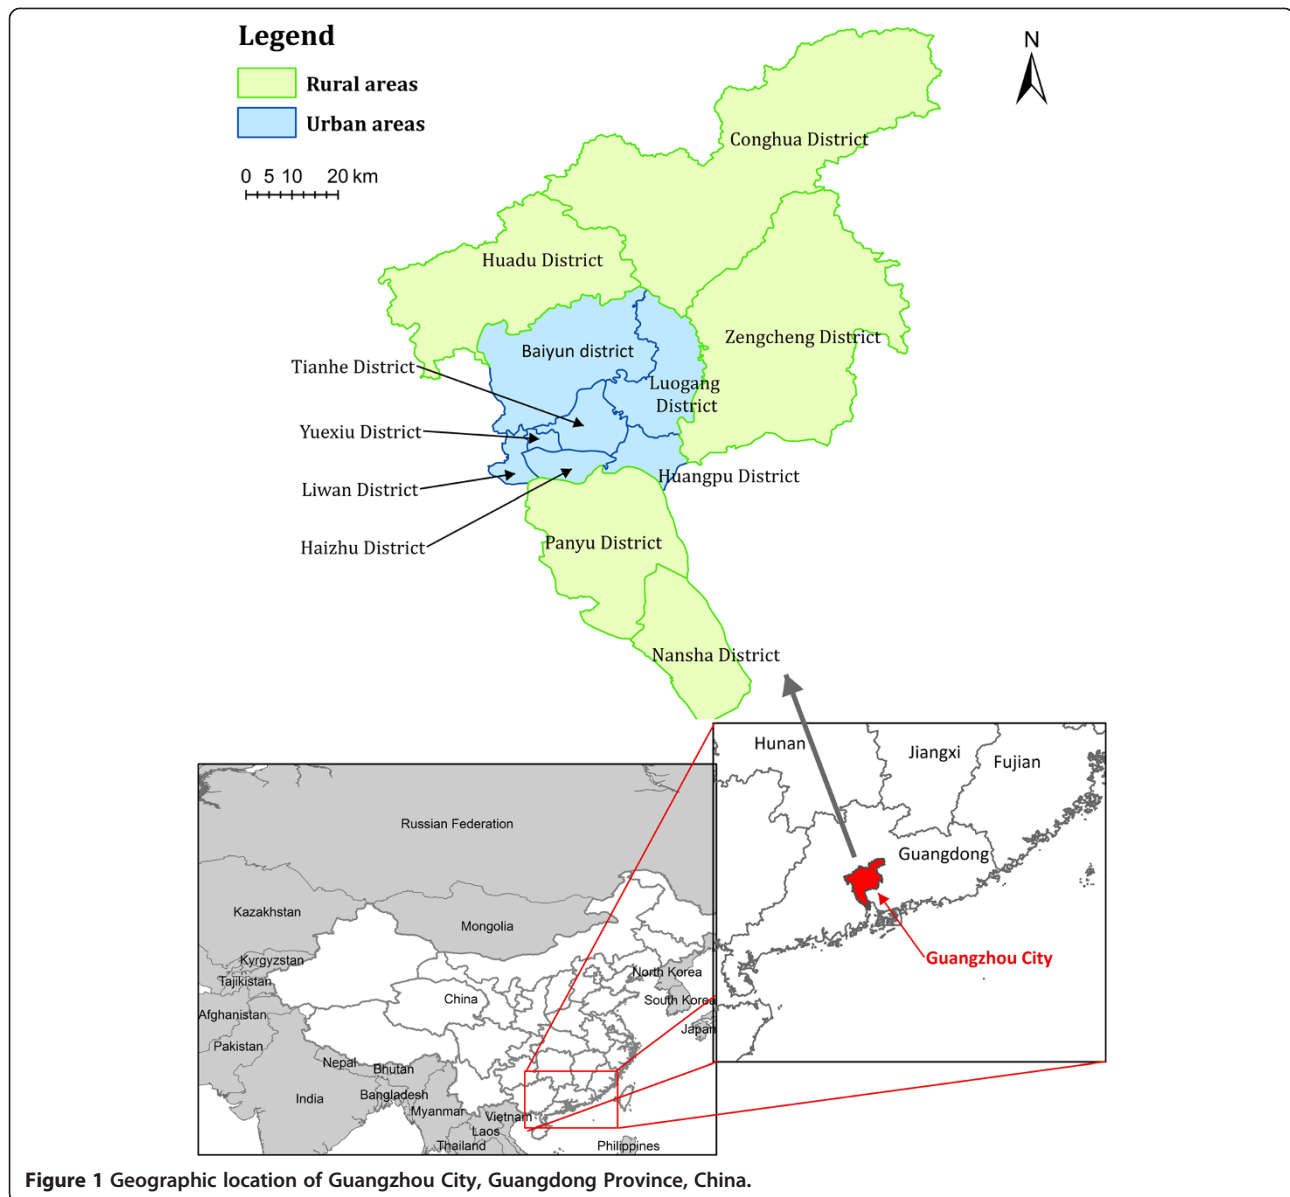 Legend
Rural areas
Urban areas
0 5 10 20 km
N
Conghua District
Huadu District
Zengcheng District
Baiyun district
Tianhe District
Luogang
District
Yuexiu District
Huangpu District
Liwan District
Panyu District
Haizhu District
Nansha District
Hunan
Jiangxi
Fujian
Guangdong
Guangzhou City
Russian Federation
Kazakhstan
Mongolia
Kyrgyzstan
Tajikistan
North Korea
China
South Korea
Afghanistan
Japan
Pakistan
Nepal
Bhutan
India
Bangladesh
Myanmar
Vietnam
Laos
Thailand
Philippines
Figure 1 Geographic location of Guangzhou City, Guangdong Province, China.